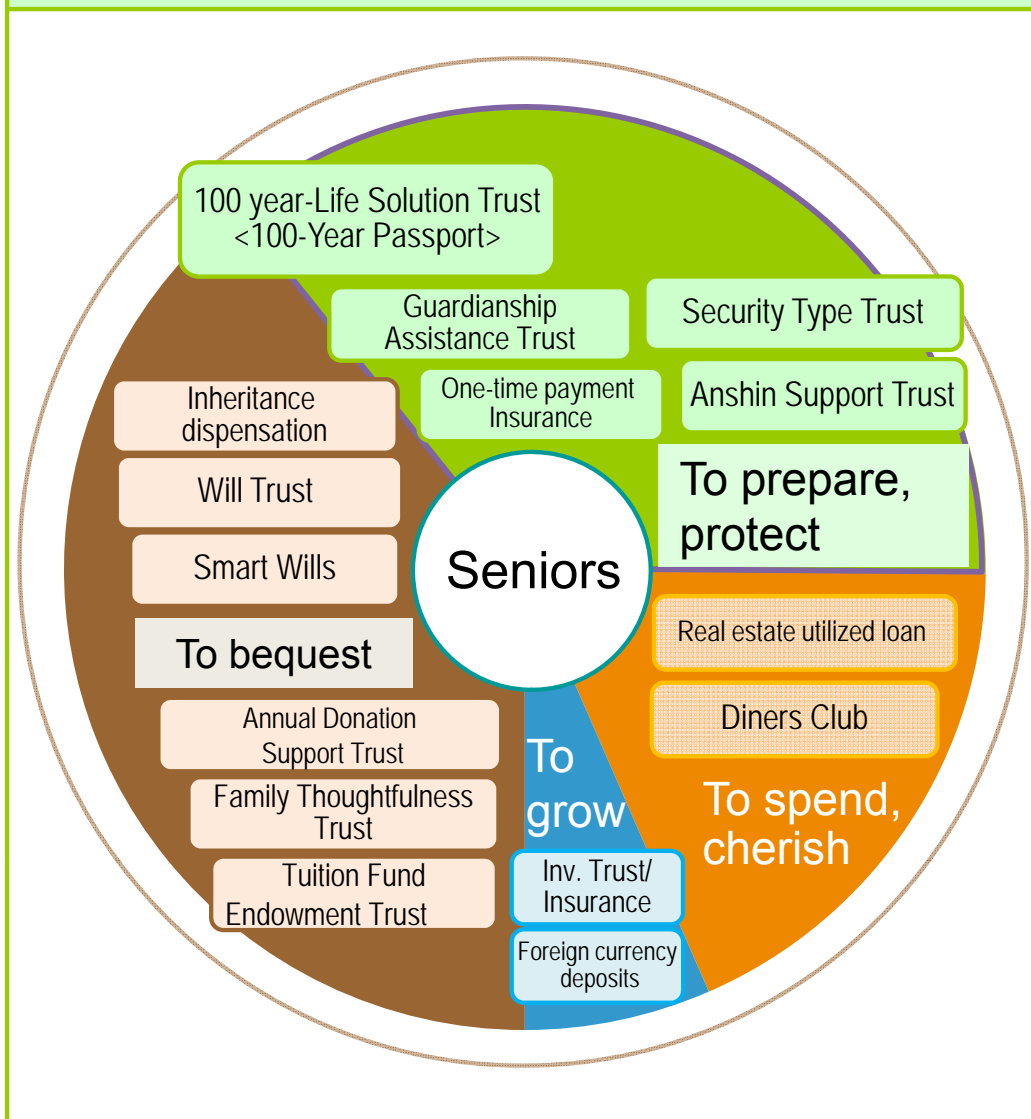 100 year-Life Solution Trust
<100-Year Passport>
Guardianship
Assistance Trust
Security Type Trust
One-time payment
Insurance
Anshin Support Trust
To prepare,
protect
Inheritance
dispensation
Will Trust
Smart Wills
To bequest
Annual Donation
Support Trust
Family Thoughtfulness
Trust
Tuition Fund
Endowment Trust
Seniors
To
grow
Inv. Trust/
Insurance
Foreign currency
deposits
Real estate utilized loan
Diners Club
To spend,
cherish